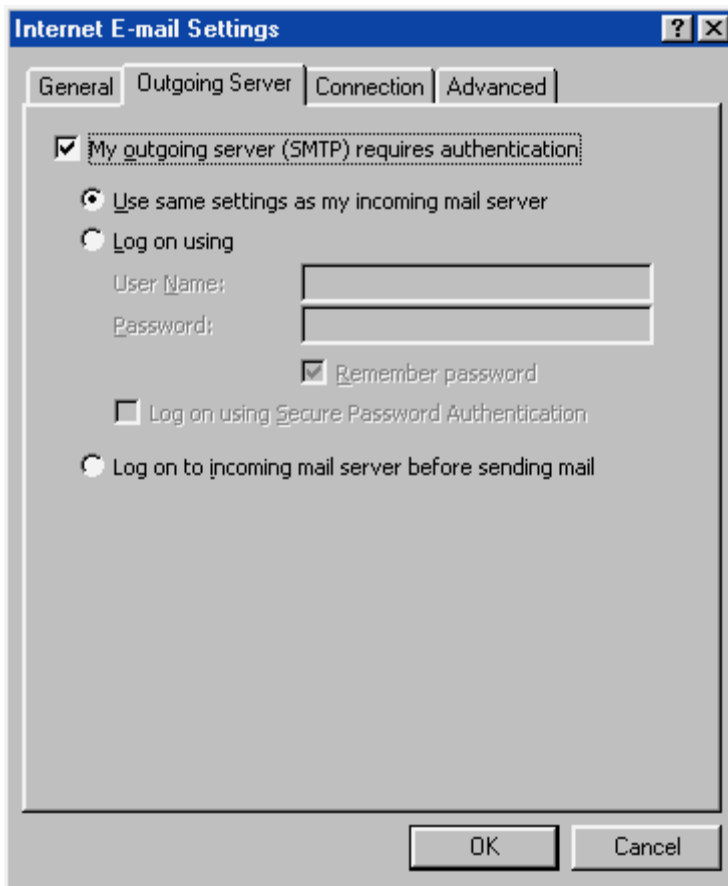 Internet E-mail Settings
General Outgoing Server Connection Advanced
My outgoing server (SMTP) requires authentication
Use same settings as my incoming mail server
Log on using
User Name:
Password:
Remember password
Log on using Secure Password Authentication
Log on to incoming mail server before sending mail
OK Cancel